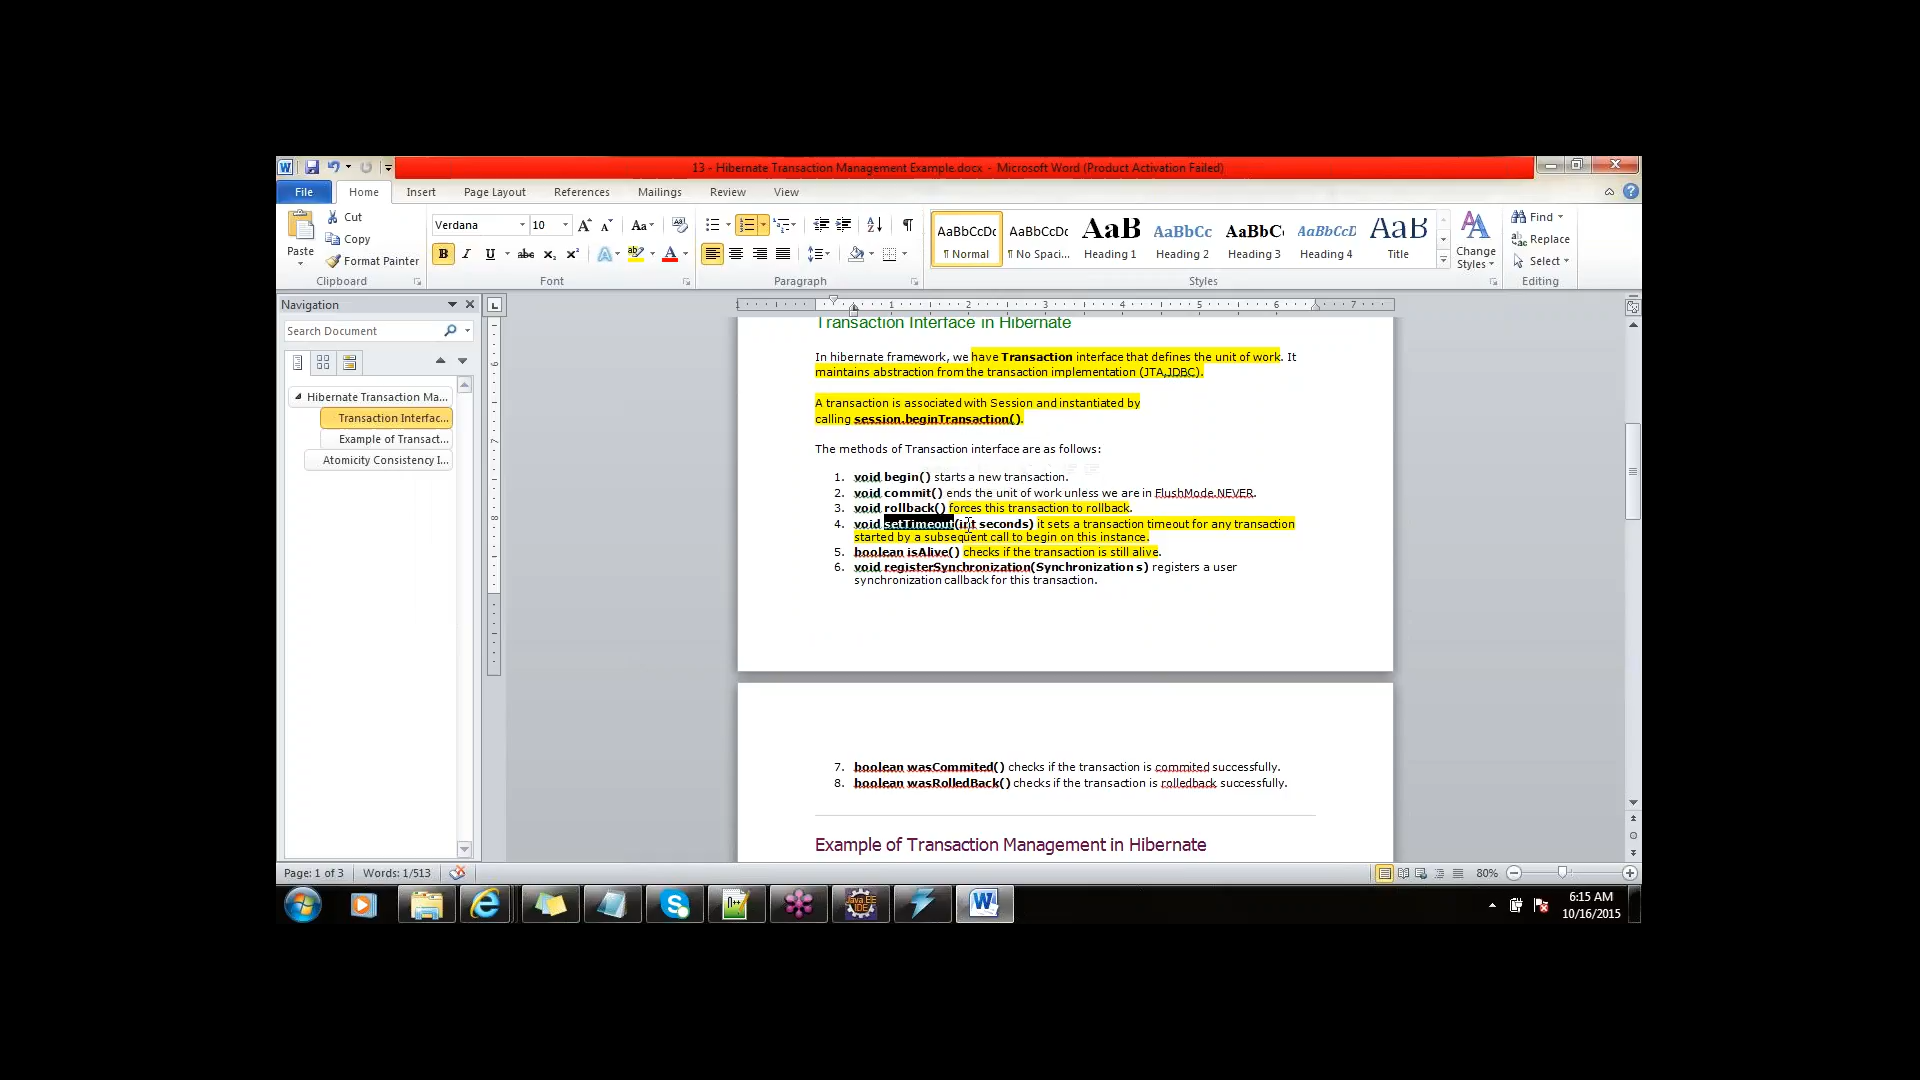 13 - Hibernate Transaction Management Example.docx - Microsoft Word (Product Activation Failed)
File Home Insert Page Layout References Mailings Review View
Paste
Cut
Copy
Format Painter
Clipboard
Verdana 10
Font
Paragraph
AaBbCcDc AaBbCcDc AaB AaBbCc AaBbC AaBbCcD AaB
¶ Normal ¶ No Spaci... Heading 1 Heading 2 Heading 3 Heading 4 Title
Change Styles
Styles
Find
Replace
Select
Editing
Navigation
Search Document
Hibernate Transaction Ma...
Transaction Interfac...
Example of Transact...
Atomicity Consistency I...
Transaction Interface in Hibernate
In hibernate framework, we have Transaction interface that defines the unit of work. It
maintains abstraction from the transaction implementation (JTA,JDBC).
A transaction is associated with Session and instantiated by
calling session.beginTransaction().
The methods of Transaction interface are as follows:
1. void begin() starts a new transaction.
2. void commit() ends the unit of work unless we are in FlushMode.NEVER.
3. void rollback() forces this transaction to rollback.
4. void setTimeout(int seconds) it sets a transaction timeout for any transaction
started by a subsequent call to begin on this instance.
5. boolean isAlive() checks if the transaction is still alive.
6. void registerSynchronization(Synchronization s) registers a user
synchronization callback for this transaction.
7. boolean wasCommited() checks if the transaction is commited successfully.
8. boolean wasRolledBack() checks if the transaction is rolledback successfully.
Example of Transaction Management in Hibernate
Page: 1 of 3 Words: 1/513 80%
6:15 AM
10/16/2015